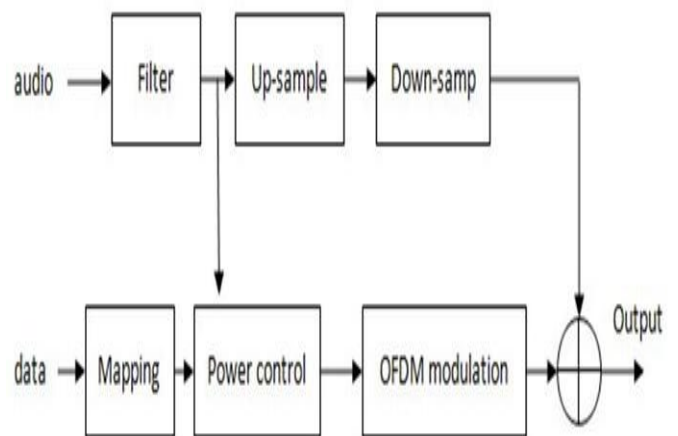 audio
Filter
Up-sample
Down-samp
Output
data
Mapping
Power control
OFDM modulation